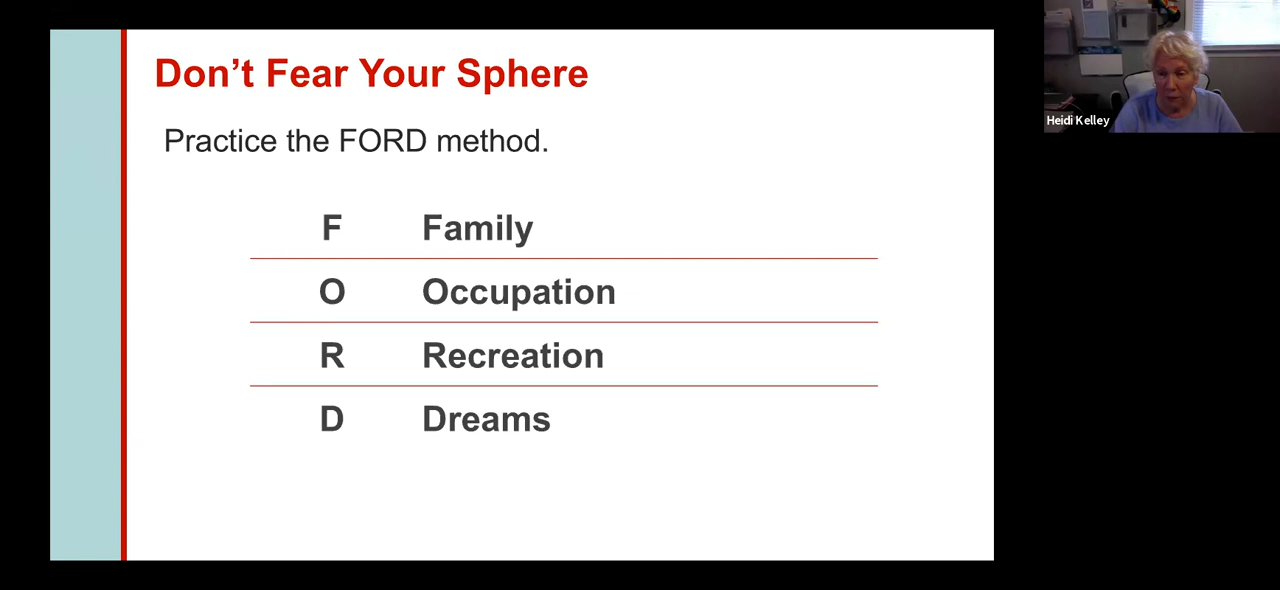 Don't Fear Your Sphere
Practice the FORD method.
F Family
O Occupation
R Recreation
D Dreams
Heidi Kelley